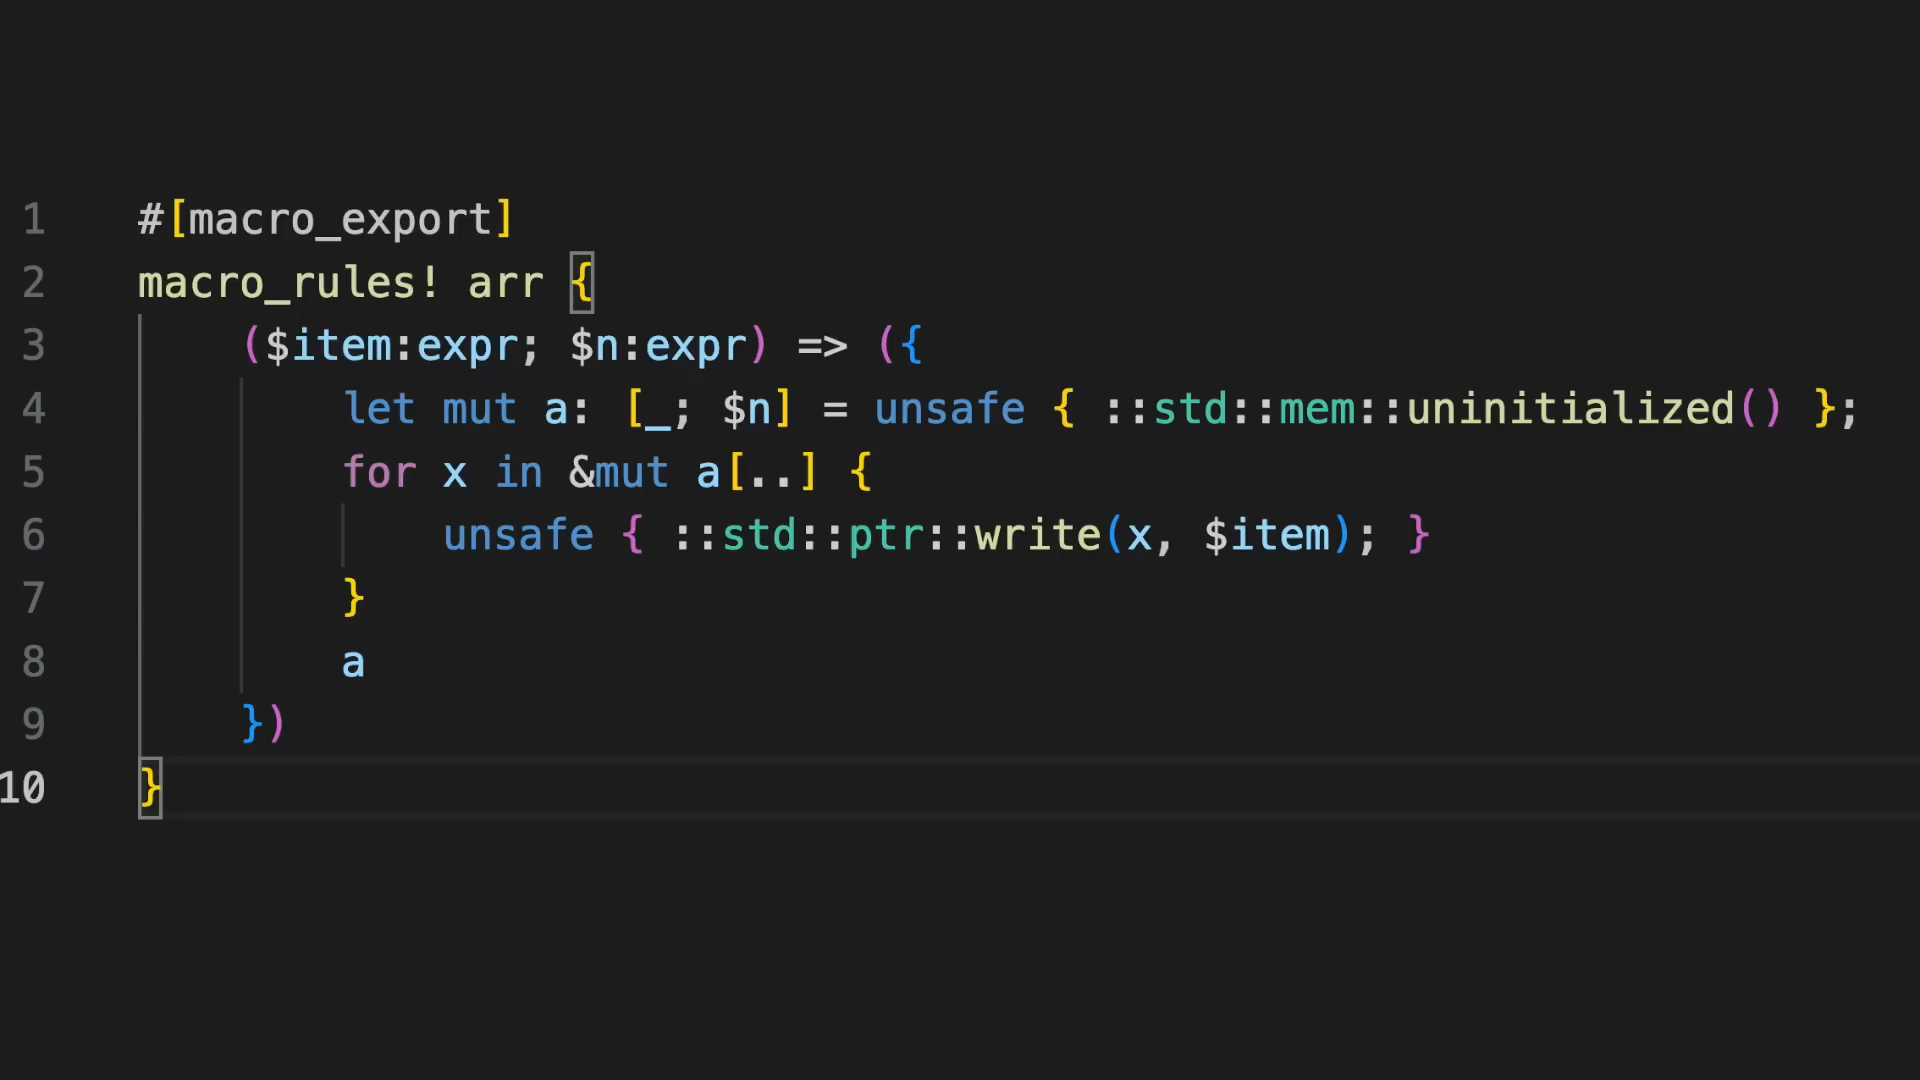 1 #[macro_export]
2 macro_rules! arr {
3     ($item:expr; $n:expr) => ({
4         let mut a: [_; $n] = unsafe { ::std::mem::uninitialized() };
5         for x in &mut a[..] {
6             unsafe { ::std::ptr::write(x, $item); }
7         }
8         a
9     })
10 }